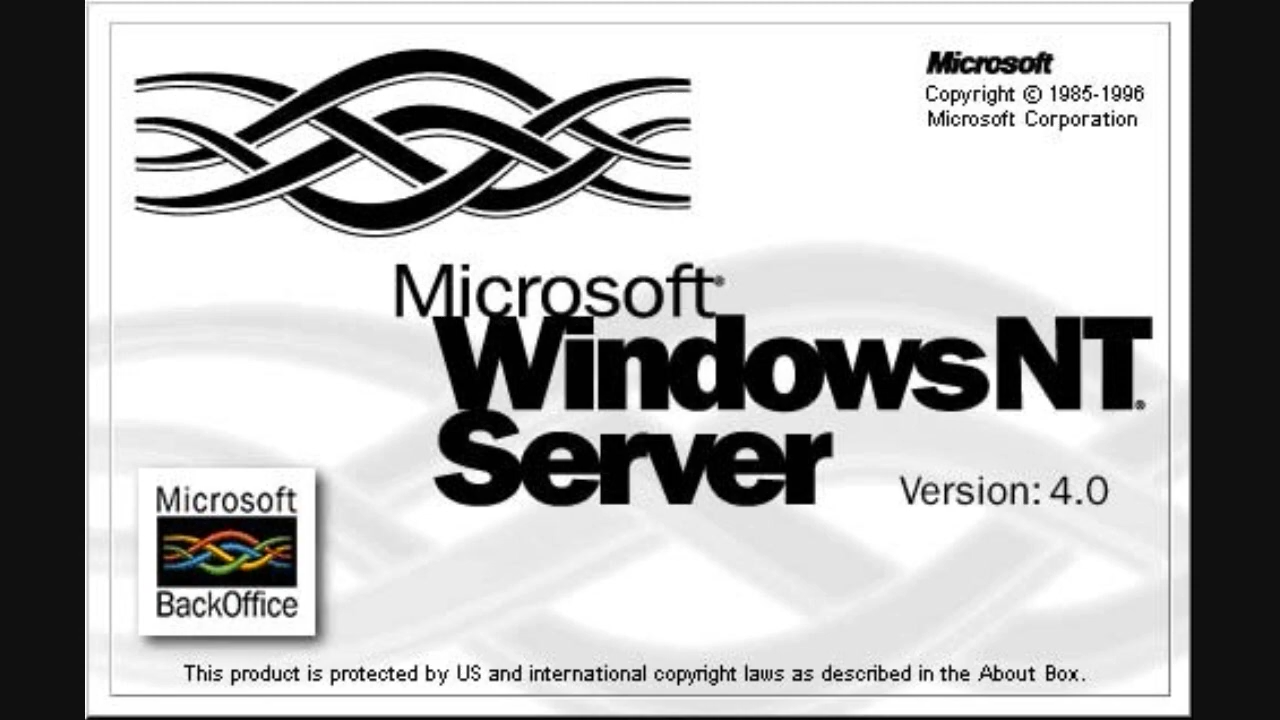 Microsoft
Copyright © 1985-1996
Microsoft Corporation
Microsoft®
Windows NT®
Server
Version: 4.0
Microsoft
BackOffice
This product is protected by US and international copyright laws as described in the About Box.